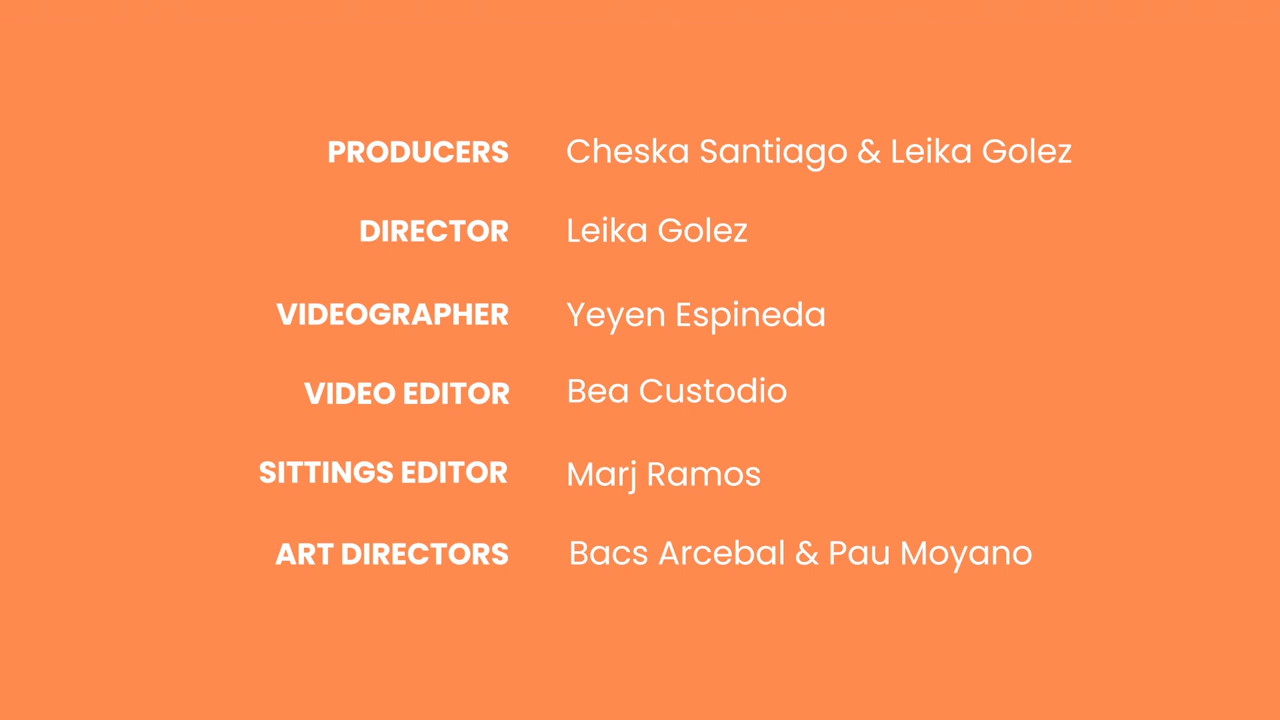 PRODUCERS Cheska Santiago & Leika Golez
DIRECTOR Leika Golez
VIDEOGRAPHER Yeyen Espineda
VIDEO EDITOR Bea Custodio
SITTINGS EDITOR Marj Ramos
ART DIRECTORS Bacs Arcebal & Pau Moyano